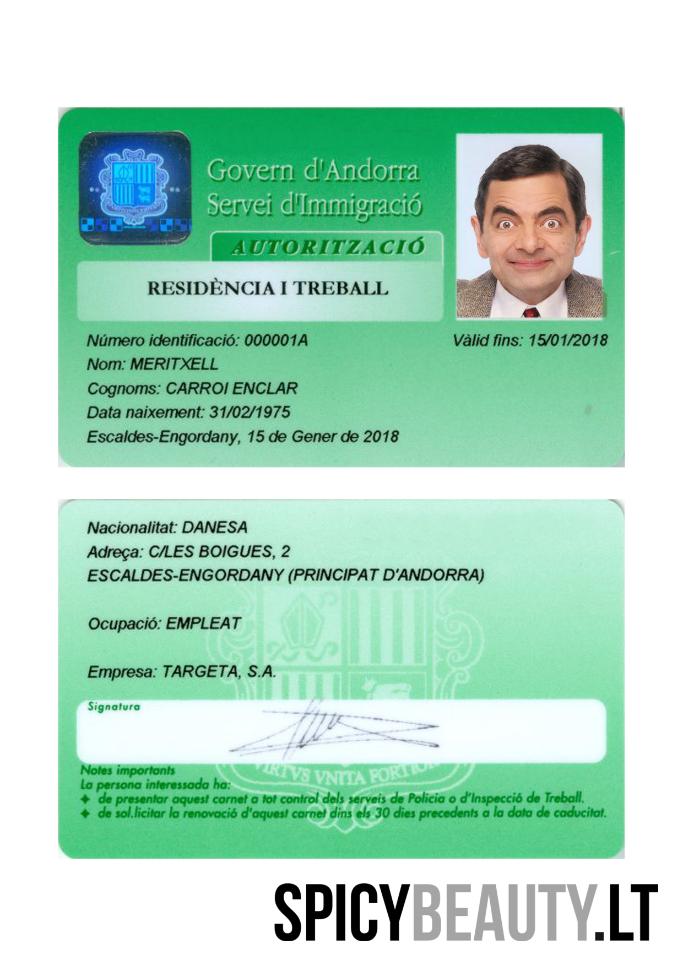 Govern d'Andorra
Servei d'Immigració
AUTORITZACIÓ
RESIDÈNCIA I TREBALL
Número identificació: 000001A
Vàlid fins: 15/01/2018
Nom: MERITXELL
Cognoms: CARROI ENCLAR
Data naixement: 31/02/1975
Escaldes-Engordany, 15 de Gener de 2018
Nacionalitat: DANESA
Adreça: C/LES BOIGUES, 2
ESCALDES-ENGORDANY (PRINCIPAT D'ANDORRA)
Ocupació: EMPLEAT
Empresa: TARGETA, S.A.
Signatura
VIRTVS VNITA FORTIOR
Notes importants
La persona interessada ha:
✦ de presentar aquest carnet a tot control dels serveis de Policia o d'Inspecció de Treball.
✦ de sol.licitar la renovació d'aquest carnet dins els 30 dies precedents a la data de caducitat.
SPICYBEAUTY.LT